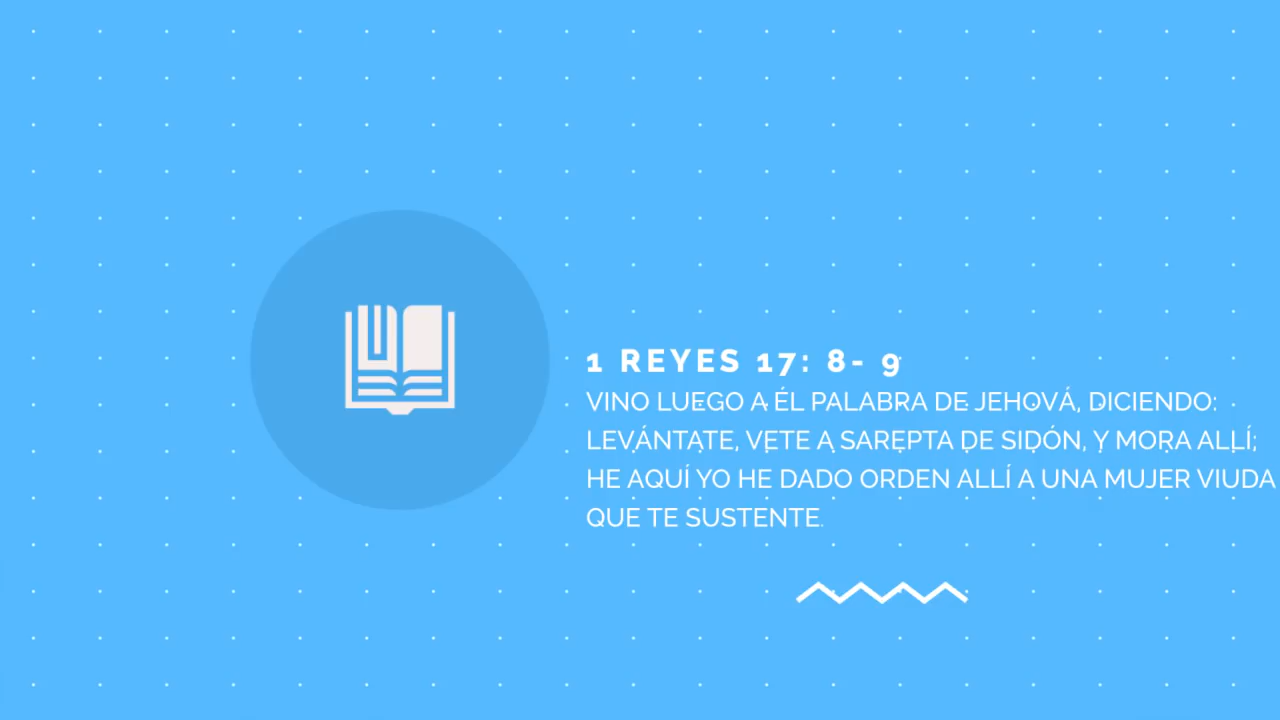 1 REYES 17: 8- 9
VINO LUEGO A ÉL PALABRA DE JEHOVÁ, DICIENDO:
LEVÁNTATE, VETE A SAREPTA DE SIDÓN, Y MORA ALLÍ;
HE AQUÍ YO HE DADO ORDEN ALLÍ A UNA MUJER VIUDA
QUE TE SUSTENTE.